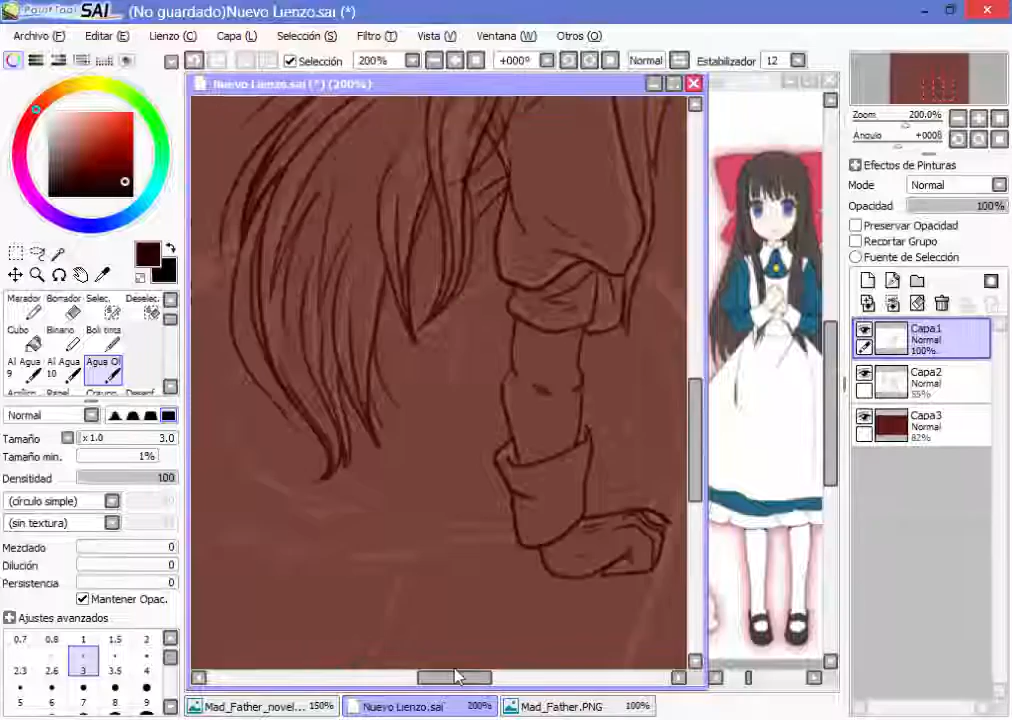 PaintTool SAI (No guardado)Nuevo Lienzo.sai (*)
Archivo (F) Editar (E) Lienzo (C) Capa (L) Selección (S) Filtro (T) Vista (V) Ventana (W) Otros (O)
Selección 200% +000º Normal Estabilizador 12
Nuevo Lienzo.sai (*) (200%)
Zoom 200.0%
Angulo +000º
Efectos de Pinturas
Mode Normal
Opacidad 100%
Preservar Opacidad
Recortar Grupo
Fuente de Selección
Marador Borrador Selec. Deselec.
Cubo Binario Boli tinta
Al Agua 9 Al Agua 10 Agua Ol
Normal
Tamaño x 1.0 3.0
Tamaño min. 1%
Densitidad 100
(círculo simple)
(sin textura)
Mezclado 0
Dilución 0
Persistencia 0
Mantener Opac.
Ajustes avanzados
0.7 0.8 1 1.5 2
2.3 2.6 3 3.5 4
5 6 7 8 9
Capa1
Normal
100%
Capa2
Normal
55%
Capa3
Normal
82%
Mad_Father_novel... 150% Nuevo Lienzo.sai 200% Mad_Father.PNG 100%